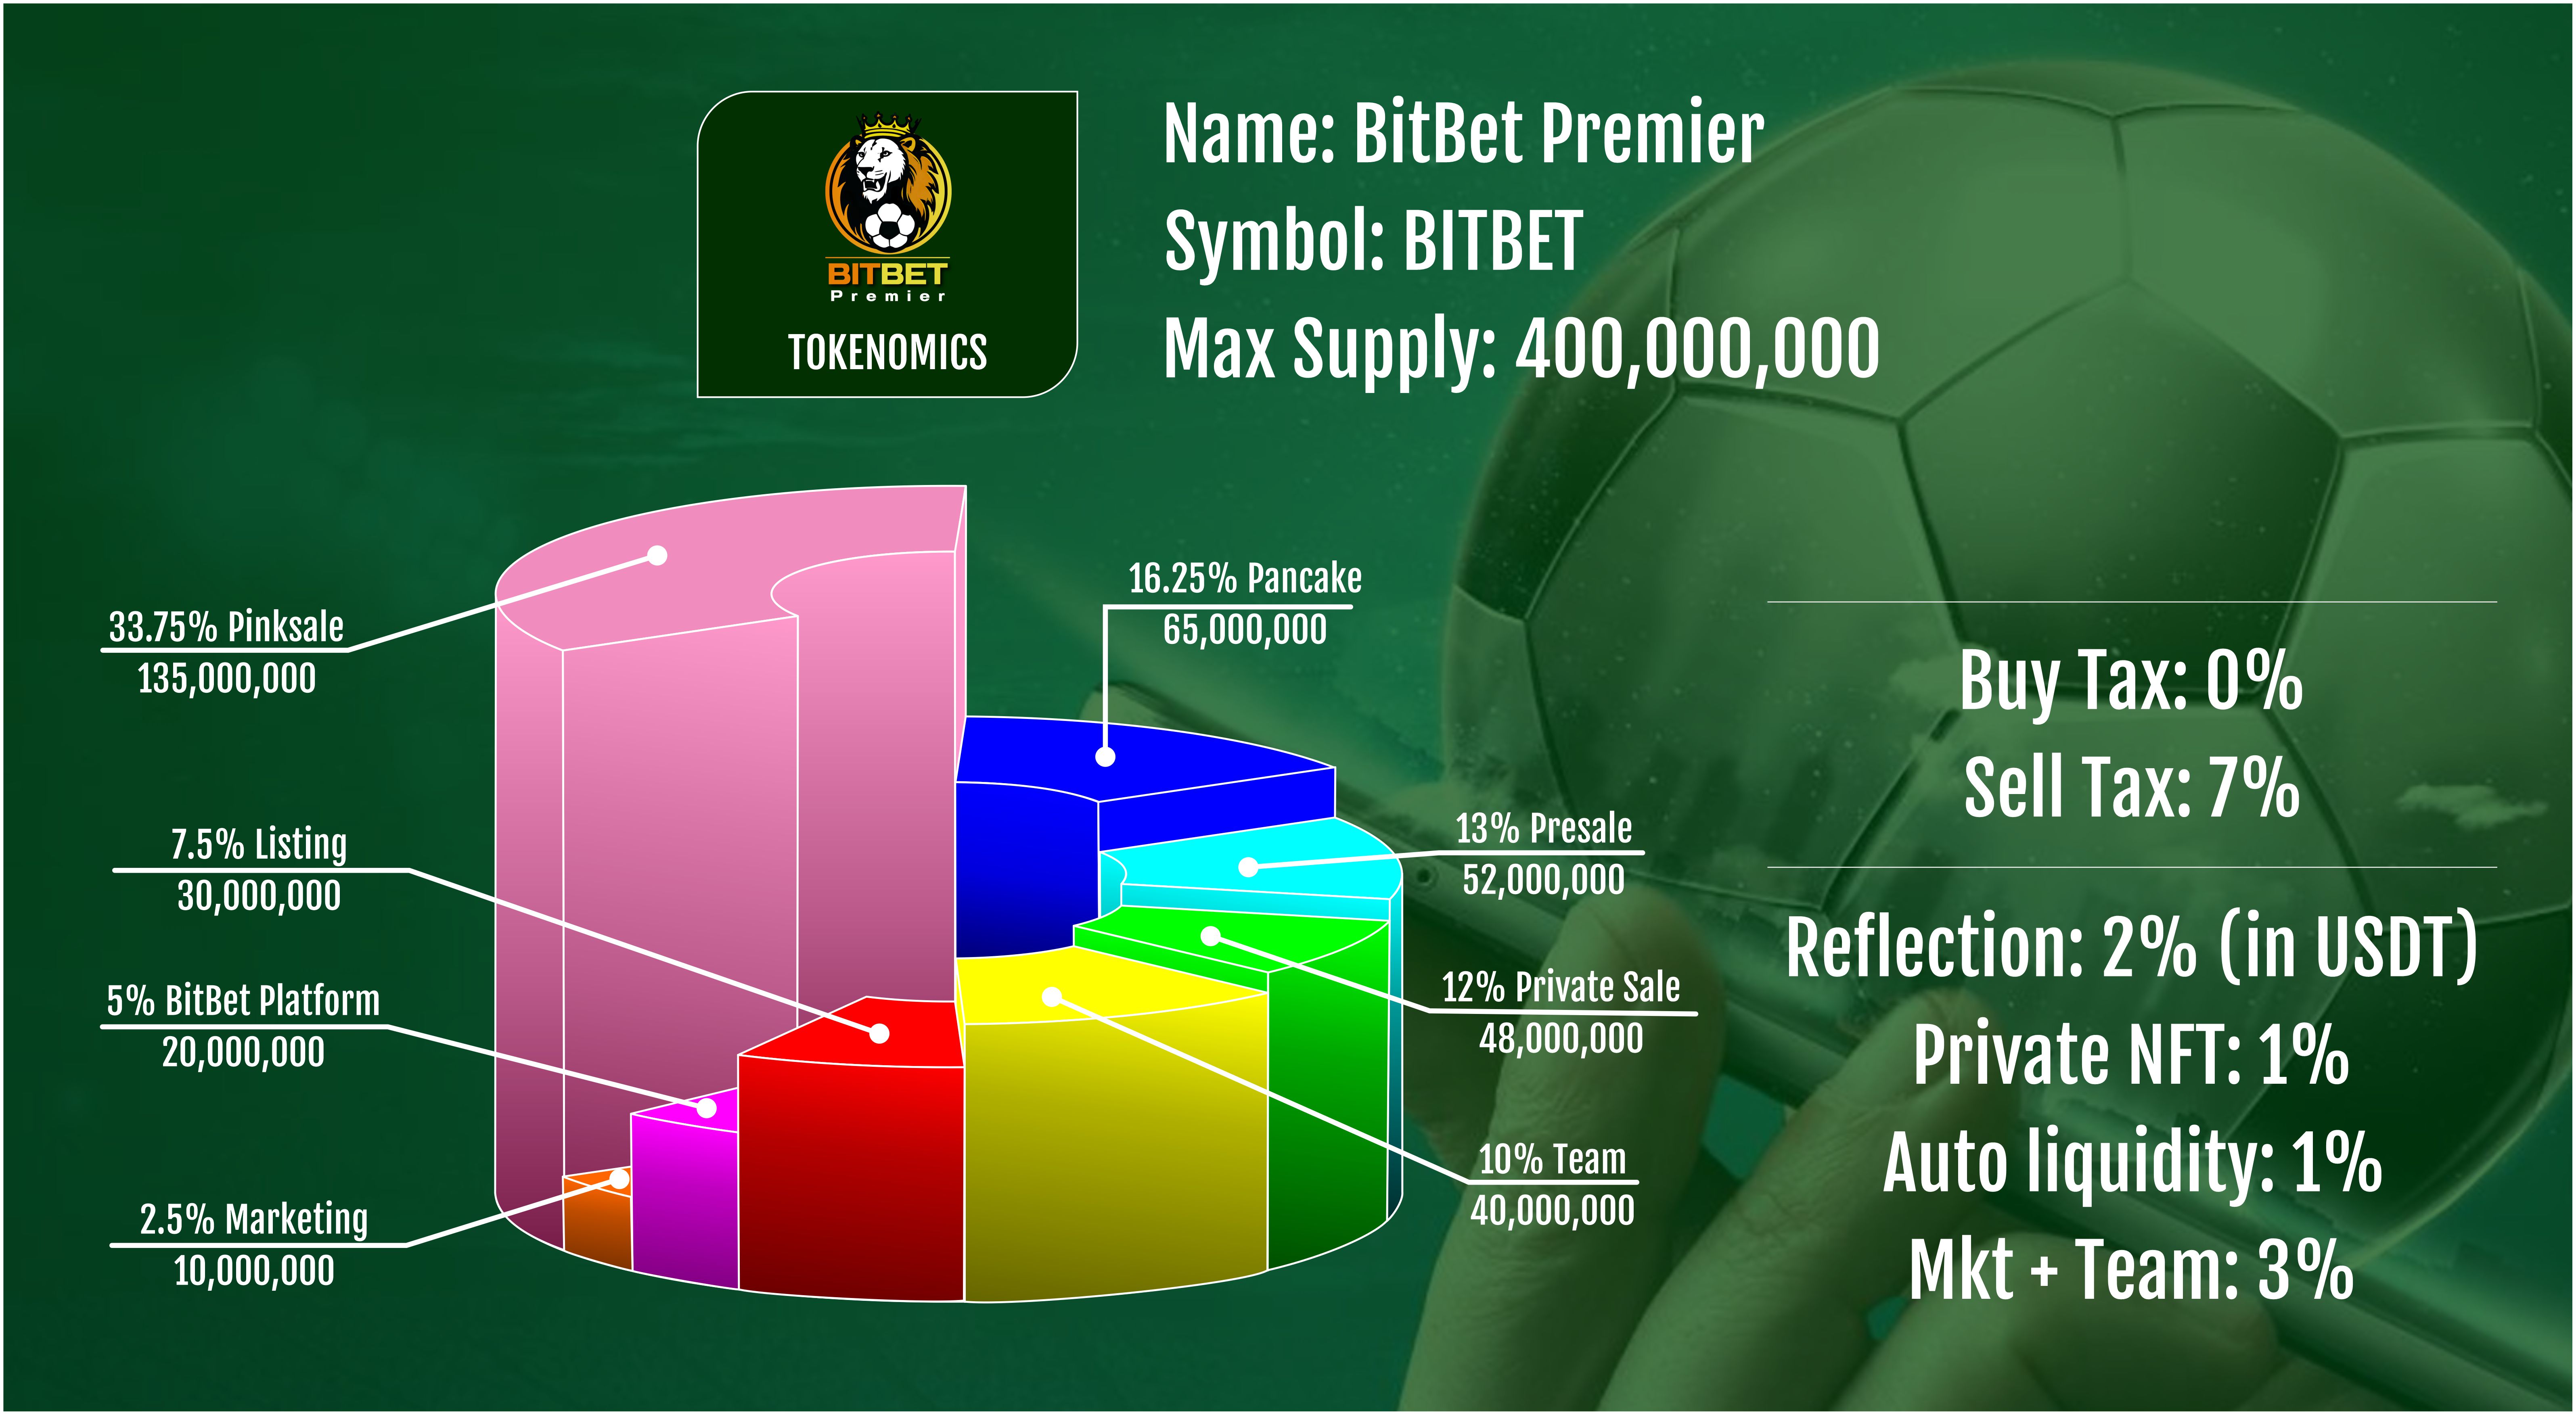 BITBET
Premier
TOKENOMICS
Name: BitBet Premier
Symbol: BITBET
Max Supply: 400,000,000
33.75% Pinksale
135,000,000
7.5% Listing
30,000,000
5% BitBet Platform
20,000,000
2.5% Marketing
10,000,000
16.25% Pancake
65,000,000
13% Presale
52,000,000
12% Private Sale
48,000,000
10% Team
40,000,000
Buy Tax: 0%
Sell Tax: 7%
Reflection: 2% (in USDT)
Private NFT: 1%
Auto liquidity: 1%
Mkt + Team: 3%